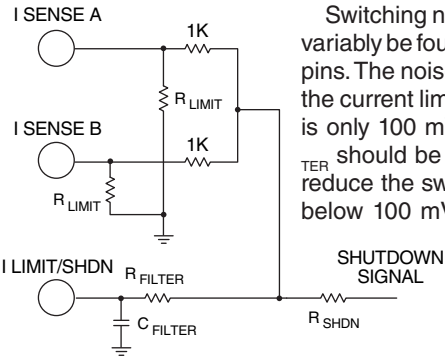 I SENSE A
1K
R LIMIT
I SENSE B
1K
R LIMIT
I LIMIT/SHDN
R FILTER
C FILTER
SHUTDOWN
SIGNAL
R SHDN
Switching n
variably be fou
pins. The nois
the current lim
is only 100 m
TER should be
reduce the sw
below 100 mV